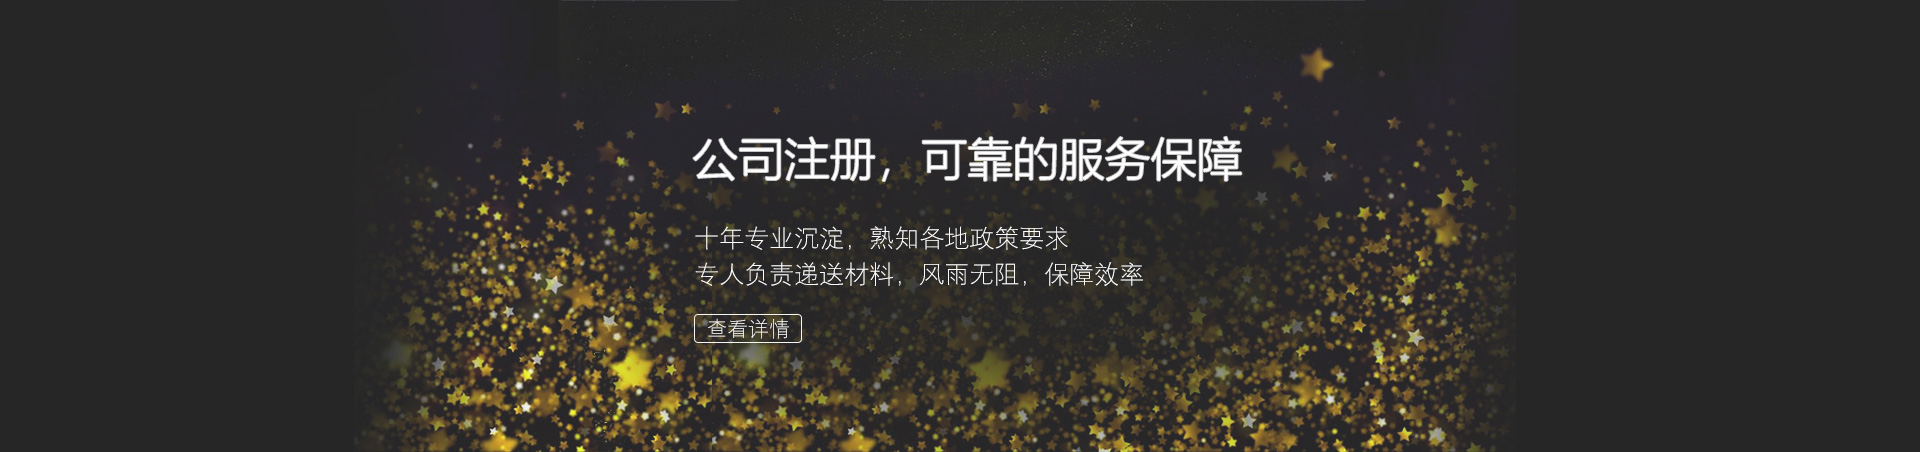 公司注册，可靠的服务保障
十年专业沉淀，熟知各地政策要求
专人负责递送材料，风雨无阻，保障效率
查看详情